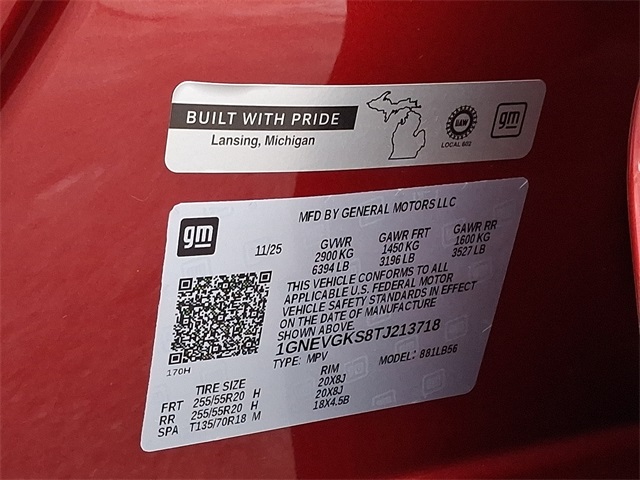 BUILT WITH PRIDE
Lansing, Michigan
UAW
LOCAL 602
gm
gm
MFD BY GENERAL MOTORS LLC
11/25 GVWR GAWR FRT GAWR RR
2900 KG 1450 KG 1600 KG
6394 LB 3196 LB 3527 LB
THIS VEHICLE CONFORMS TO ALL
APPLICABLE U.S. FEDERAL MOTOR
VEHICLE SAFETY STANDARDS IN EFFECT
ON THE DATE OF MANUFACTURE
SHOWN ABOVE.
1GNEVGKS8TJ213718
TYPE: MPV MODEL: 881LB56
170H
TIRE SIZE RIM
FRT 255/55R20 H 20X8J
RR 255/55R20 H 20X8J
SPA T135/70R18 M 18X4.5B